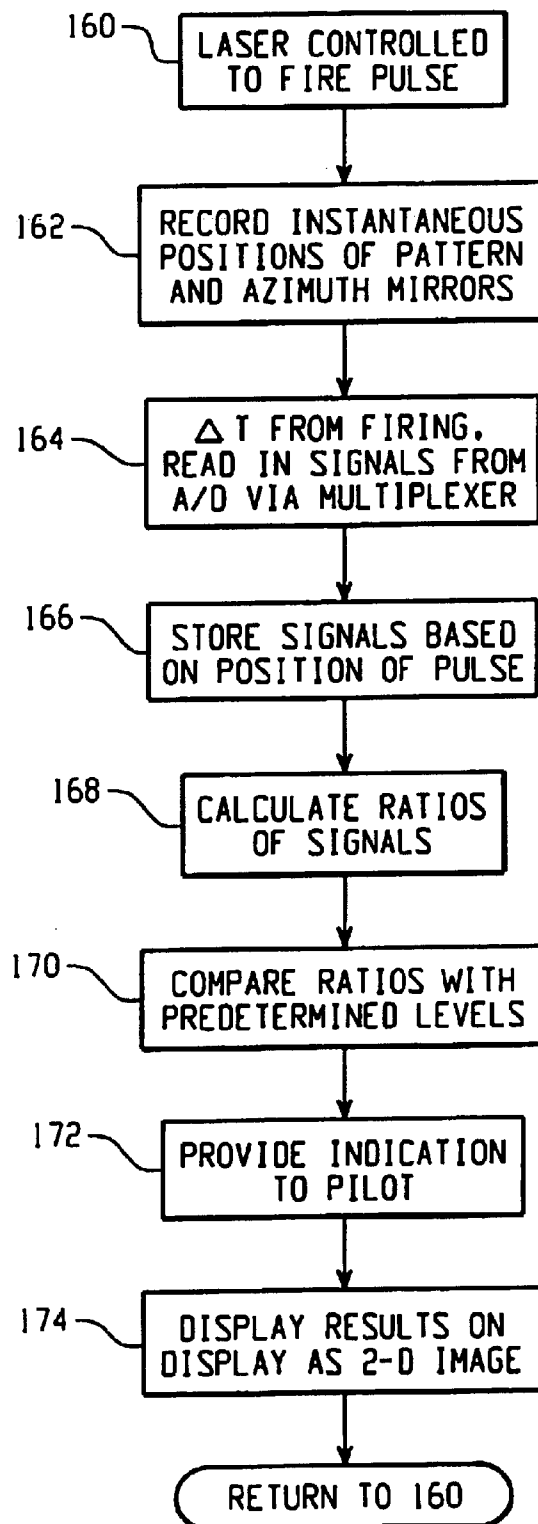 160
LASER CONTROLLED
TO FIRE PULSE
162
RECORD INSTANTANEOUS
POSITIONS OF PATTERN
AND AZIMUTH MIRRORS
164
△ T FROM FIRING,
READ IN SIGNALS FROM
A/D VIA MULTIPLEXER
166
STORE SIGNALS BASED
ON POSITION OF PULSE
168
CALCULATE RATIOS
OF SIGNALS
170
COMPARE RATIOS WITH
PREDETERMINED LEVELS
172
PROVIDE INDICATION
TO PILOT
174
DISPLAY RESULTS ON
DISPLAY AS 2-D IMAGE
RETURN TO 160